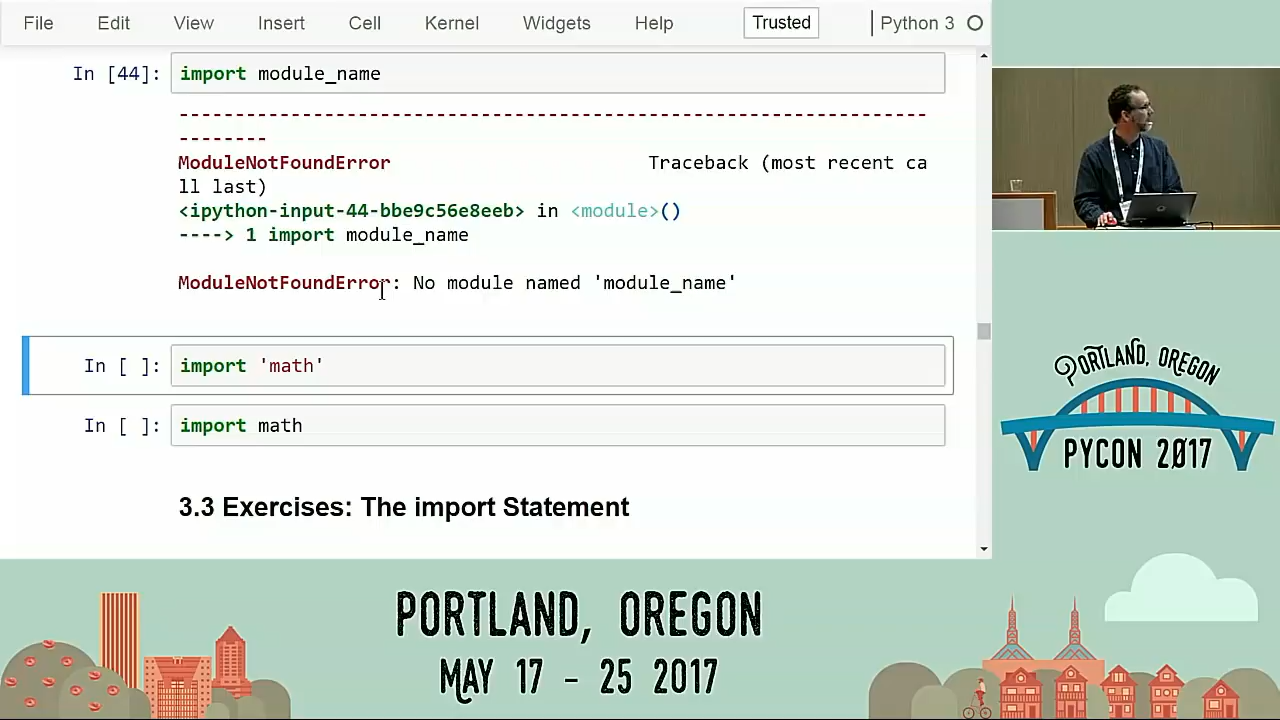 File Edit View Insert Cell Kernel Widgets Help Trusted Python 3
In [44]: import module_name
---------------------------------------------------------------------------
ModuleNotFoundError Traceback (most recent ca
ll last)
<ipython-input-44-bbe9c56e8eeb> in <module>()
----> 1 import module_name
ModuleNotFoundError: No module named 'module_name'
In [ ]: import 'math'
In [ ]: import math
3.3 Exercises: The import Statement
PORTLAND, OREGON
PYCON 2017
PORTLAND, OREGON
MAY 17 - 25 2017